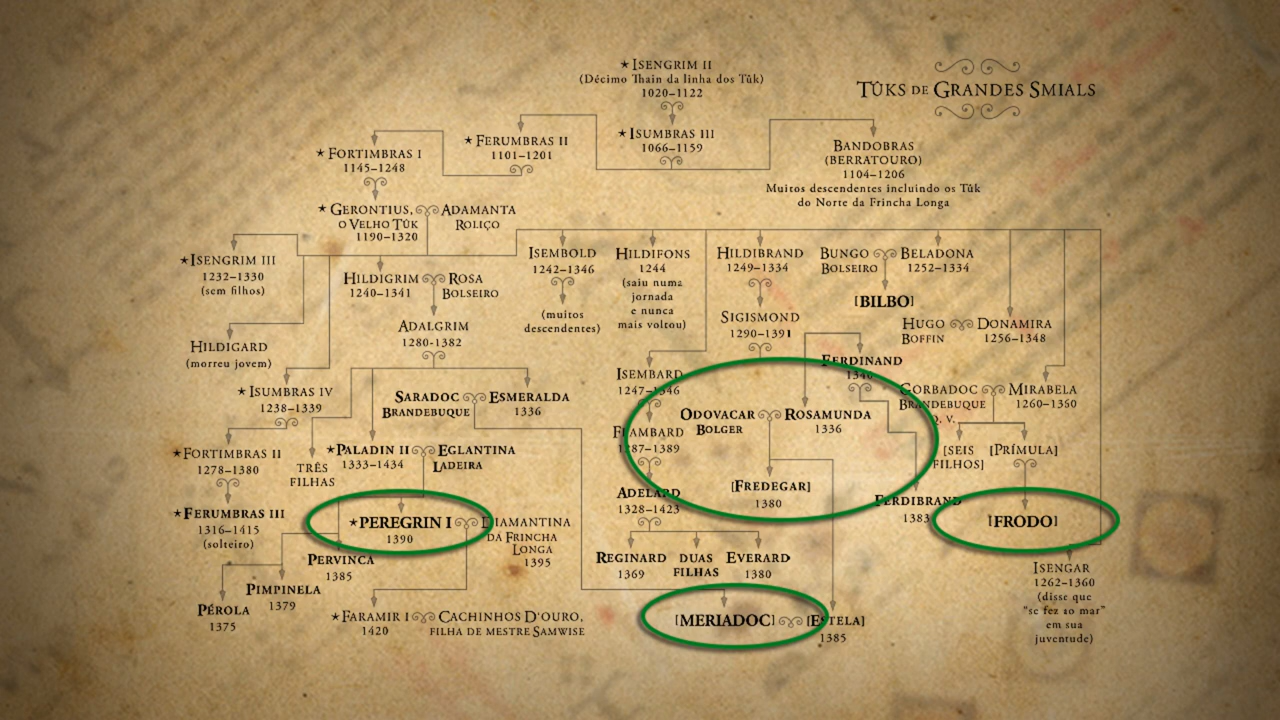 ★ISENGRIM II
(Décimo Thain da linha dos Tûk)
1020–1122
TÛKS DE GRANDES SMIALS
★ISUMBRAS III
1066–1159
★FERUMBRAS II
1101–1201
★FORTIMBRAS I
1145–1248
BANDOBRAS
(BERRATOURO)
1104–1206
Muitos descendentes incluindo os Tûk
do Norte da Frincha Longa
★GERONTIUS, ADAMANTA
O VELHO TÛK ROLIÇO
1190–1320
★ISENGRIM III
1232–1330
(sem filhos)
HILDIGARD
(morreu jovem)
★ISUMBRAS IV
1238–1339
HILDIGRIM ROSA
1240–1341 BOLSEIRO
ISEMBOLD
1242–1346
(muitos
descendentes)
HILDIFONS
1244
(saiu numa
jornada
e nunca
mais voltou)
HILDIBRAND
1249–1334
BUNGO BELADONA
BOLSEIRO 1252–1334
[BILBO]
HUGO DONAMIRA
BOFFIN 1256–1348
ADALGRIM
1280-1382
SIGISMOND
1290–1391
ISEMBARD
1247–1346
FERDINAND
1340
GORBADOC MIRABELA
BRANDEBUQUE 1260–1360
Q. V.
SARADOC ESMERALDA
BRANDEBUQUE 1336
ODOVACAR ROSAMUNDA
BOLGER 1336
FLAMBARD
1287–1389
[SEIS
FILHOS]
[PRÍMULA]
★FORTIMBRAS II
1278–1380
TRÊS
FILHAS
★PALADIN II EGLANTINA
1333–1434 LADEIRA
[FREDEGAR]
1380
ADELARD
1328–1423
FERDIBRAND
1383
★FERUMBRAS III
1316–1415
(solteiro)
★PEREGRIN I DIAMANTINA
1390 DA FRINCHA
LONGA
1395
[FRODO]
PERVINCA
1385
PIMPINELA
1379
PÉROLA
1375
REGINARD
1369
DUAS
FILHAS
EVERARD
1380
ISENGAR
1262–1360
(disse que
"se fez ao mar"
em sua
juventude)
★FARAMIR I CACHINHOS D'OURO,
1420 FILHA DE MESTRE SAMWISE
[MERIADOC] [ESTELA]
1385